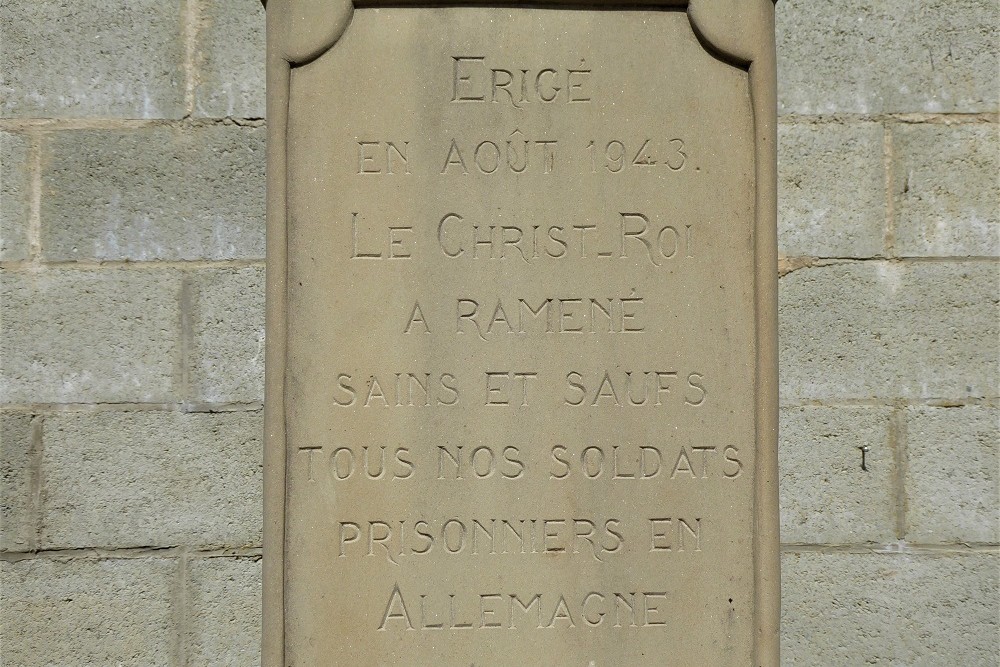 ERIGÉ
EN AOÛT 1943.
LE CHRIST-ROI
A RAMENÉ
SAINS ET SAUFS
TOUS NOS SOLDATS
PRISONNIERS EN
ALLEMAGNE